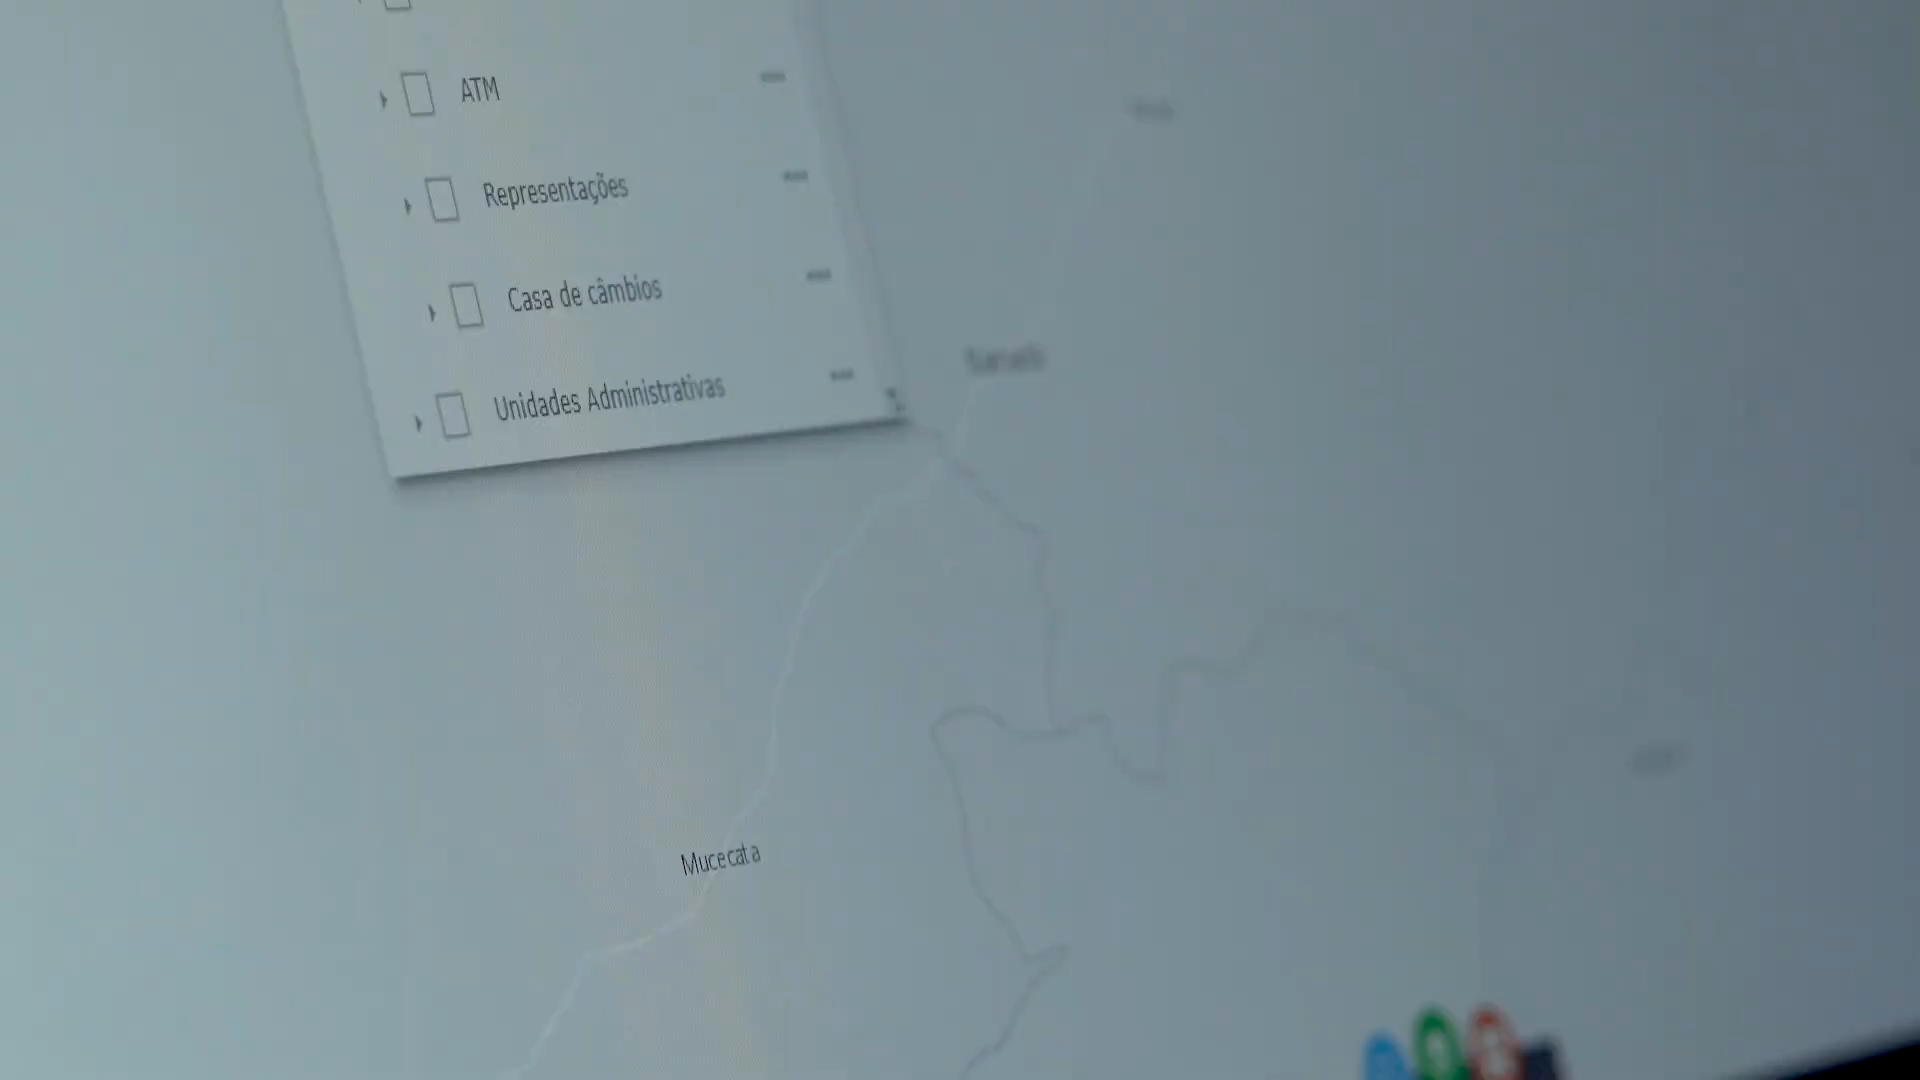 ATM
Representações
Casa de câmbios
Unidades Administrativas
Mucecata